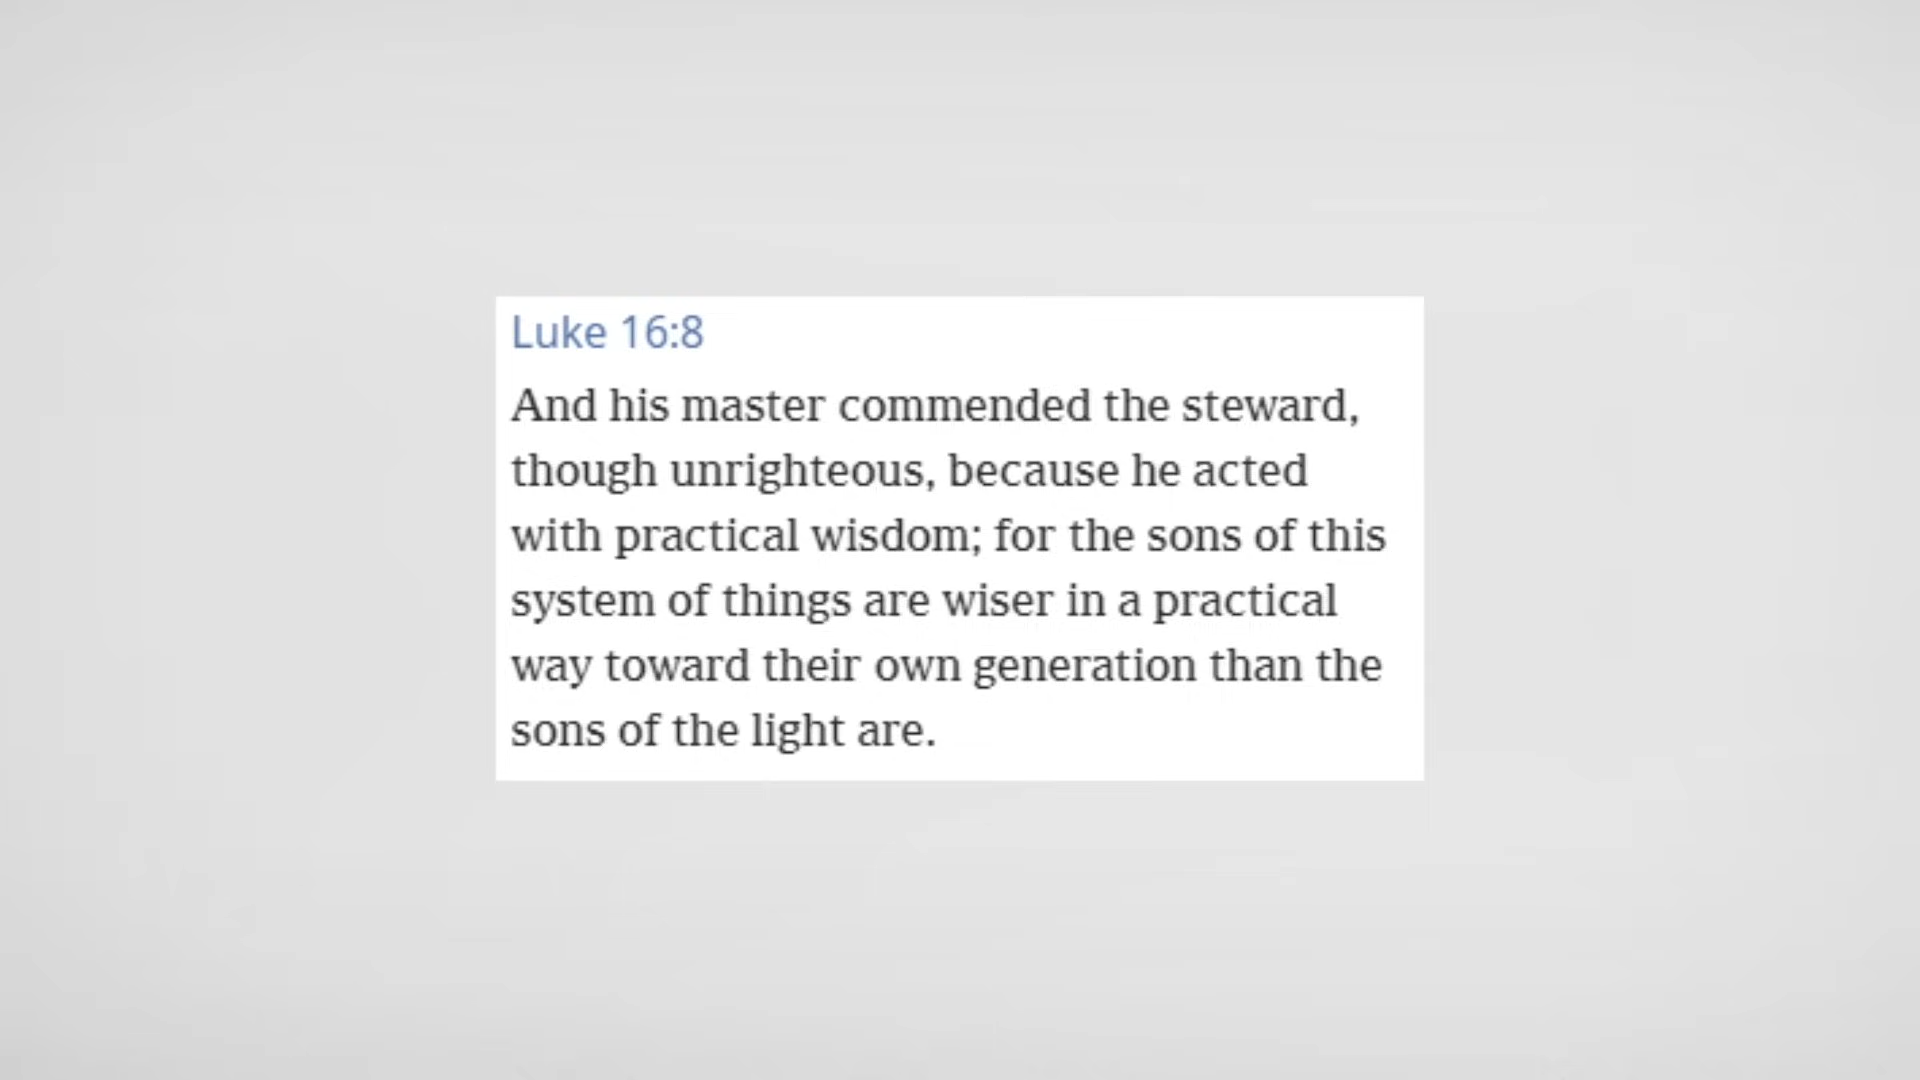 Luke 16:8
And his master commended the steward,
though unrighteous, because he acted
with practical wisdom; for the sons of this
system of things are wiser in a practical
way toward their own generation than the
sons of the light are.